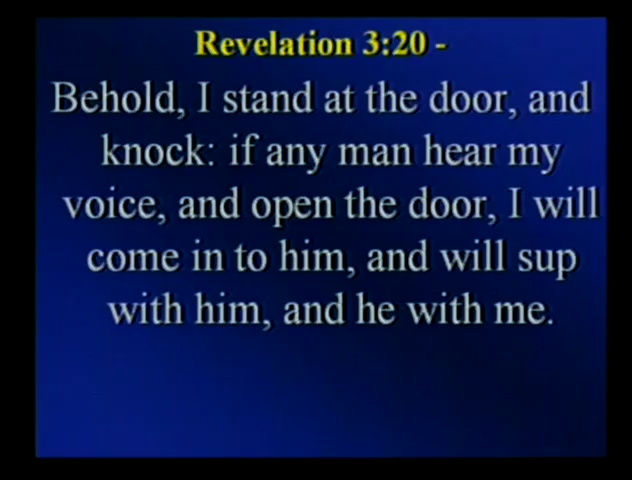 Revelation 3:20 -
Behold, I stand at the door, and
knock: if any man hear my
voice, and open the door, I will
come in to him, and will sup
with him, and he with me.